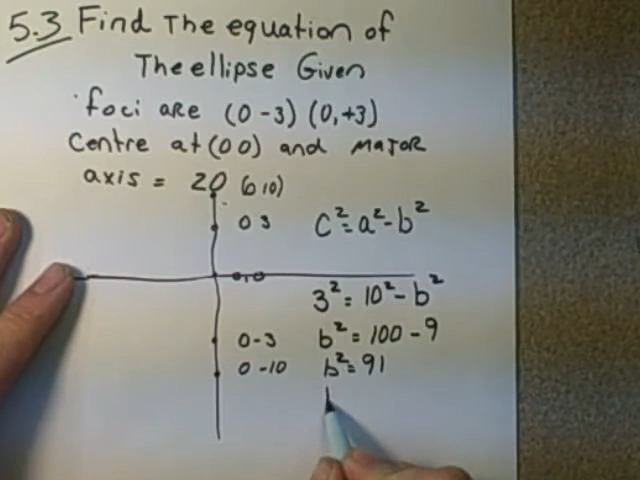 5.3 Find The equation of
The ellipse Given
foci are (0 -3) (0,+3)
Centre at (0 0) and MAJOR
axis = 20 (0 10)
0 3 c² = a² - b²
0,0
3² = 10² - b²
0 -3 b² = 100 - 9
0 -10 b² = 91